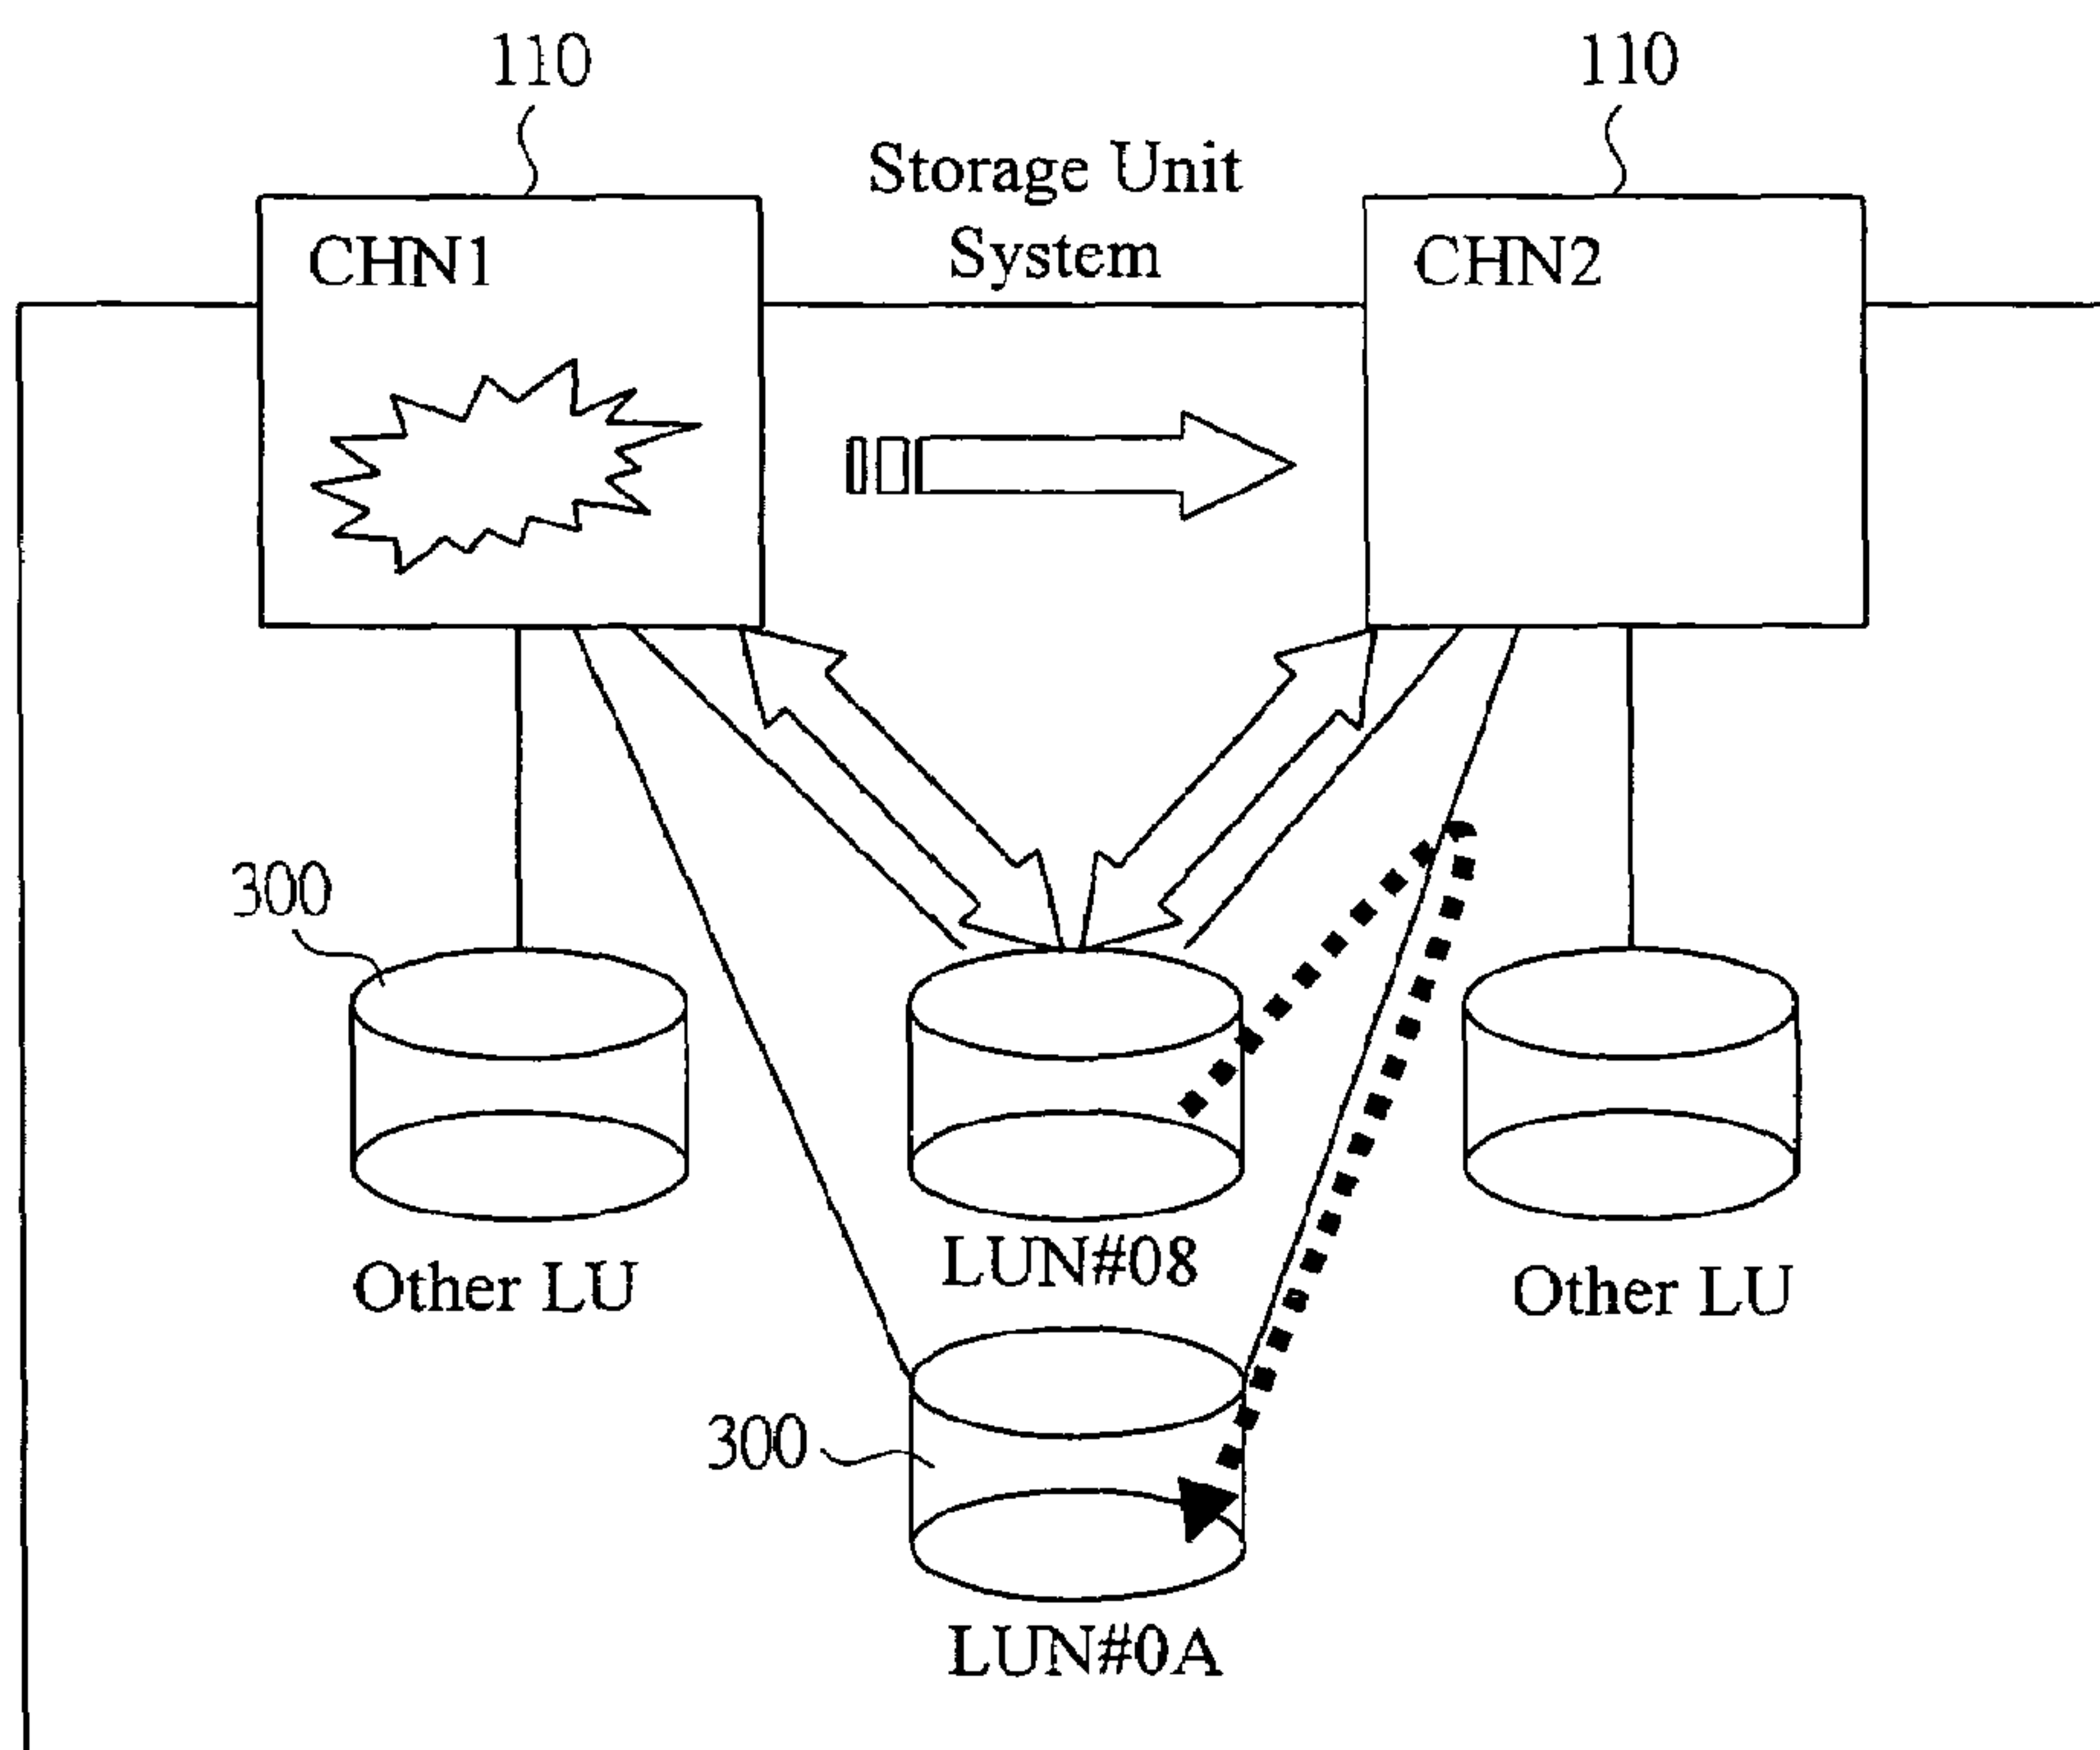 110
110
Storage Unit
System
CHN1
CHN2
300
LUN#08
Other LU
Other LU
300
LUN#0A